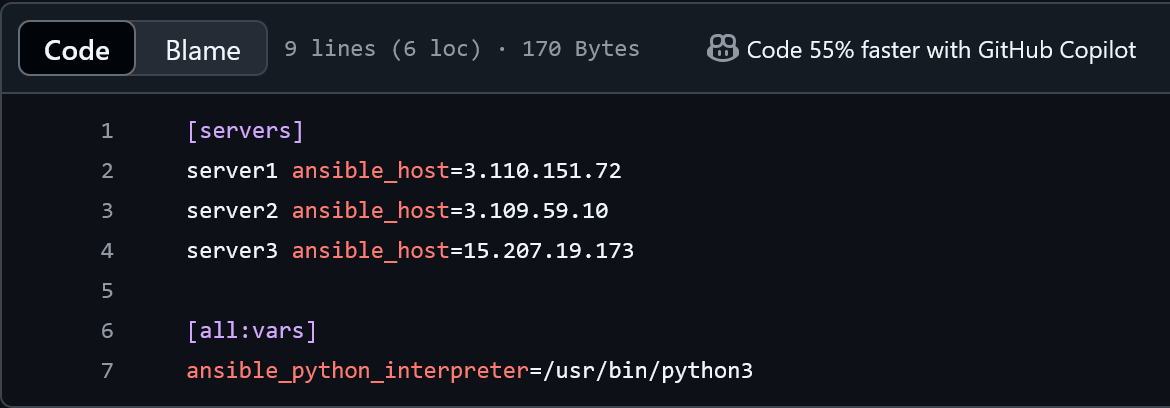 Code Blame 9 lines (6 loc) · 170 Bytes Code 55% faster with GitHub Copilot
1 [servers]
2 server1 ansible_host=3.110.151.72
3 server2 ansible_host=3.109.59.10
4 server3 ansible_host=15.207.19.173
5
6 [all:vars]
7 ansible_python_interpreter=/usr/bin/python3